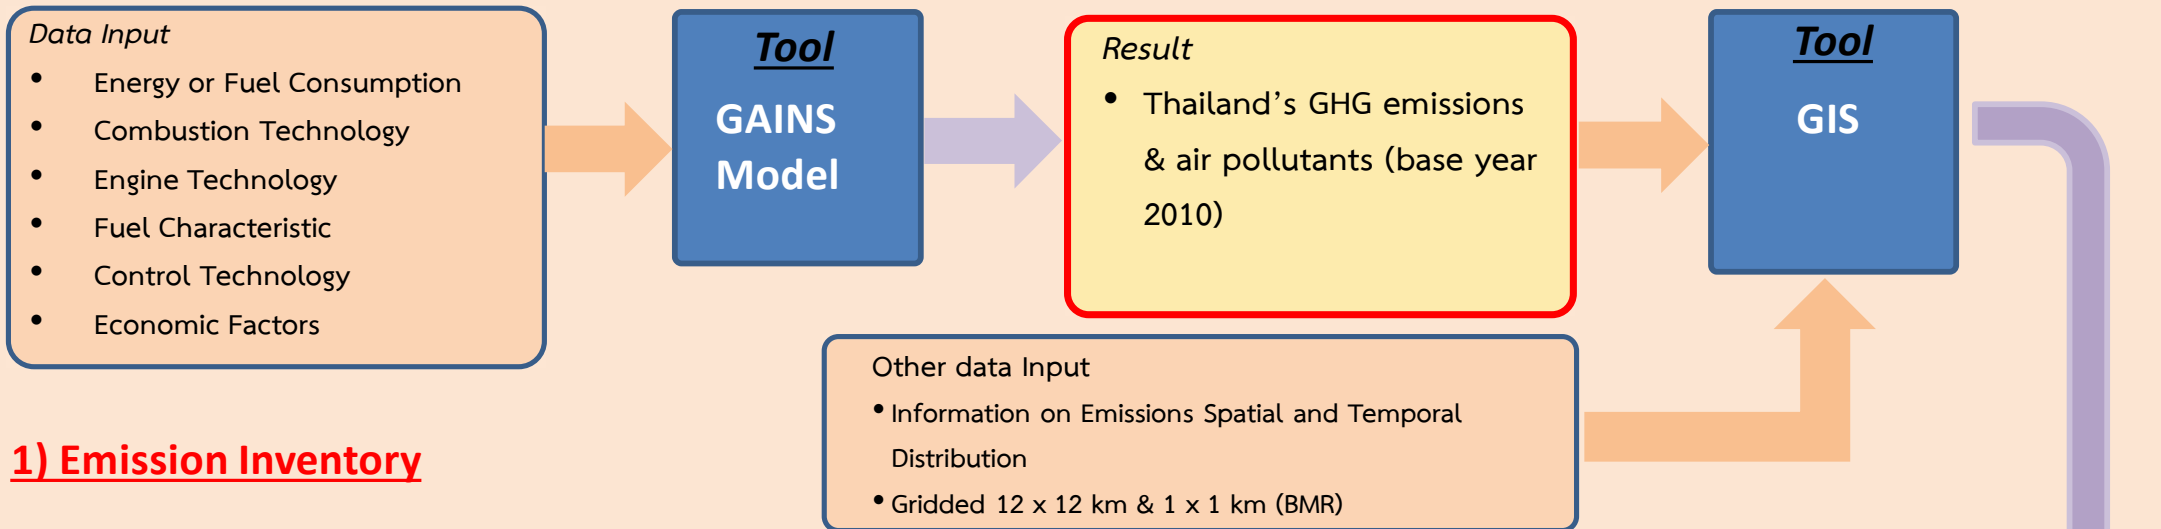 Data Input
• Energy or Fuel Consumption
• Combustion Technology
• Engine Technology
• Fuel Characteristic
• Control Technology
• Economic Factors
Tool
GAINS
Model
Result
• Thailand's GHG emissions
& air pollutants (base year
2010)
Tool
GIS
Other data Input
• Information on Emissions Spatial and Temporal
Distribution
• Gridded 12 x 12 km & 1 x 1 km (BMR)
1) Emission Inventory